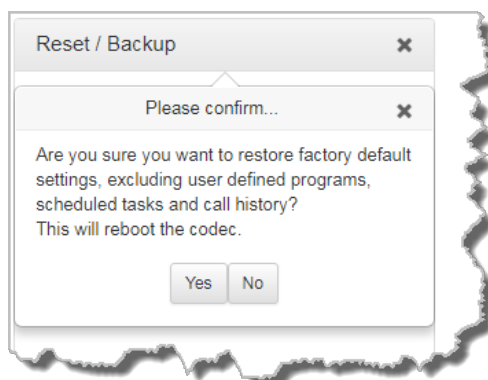 Reset / Backup
Please confirm...
Are you sure you want to restore factory default
settings, excluding user defined programs,
scheduled tasks and call history?
This will reboot the codec.
Yes No